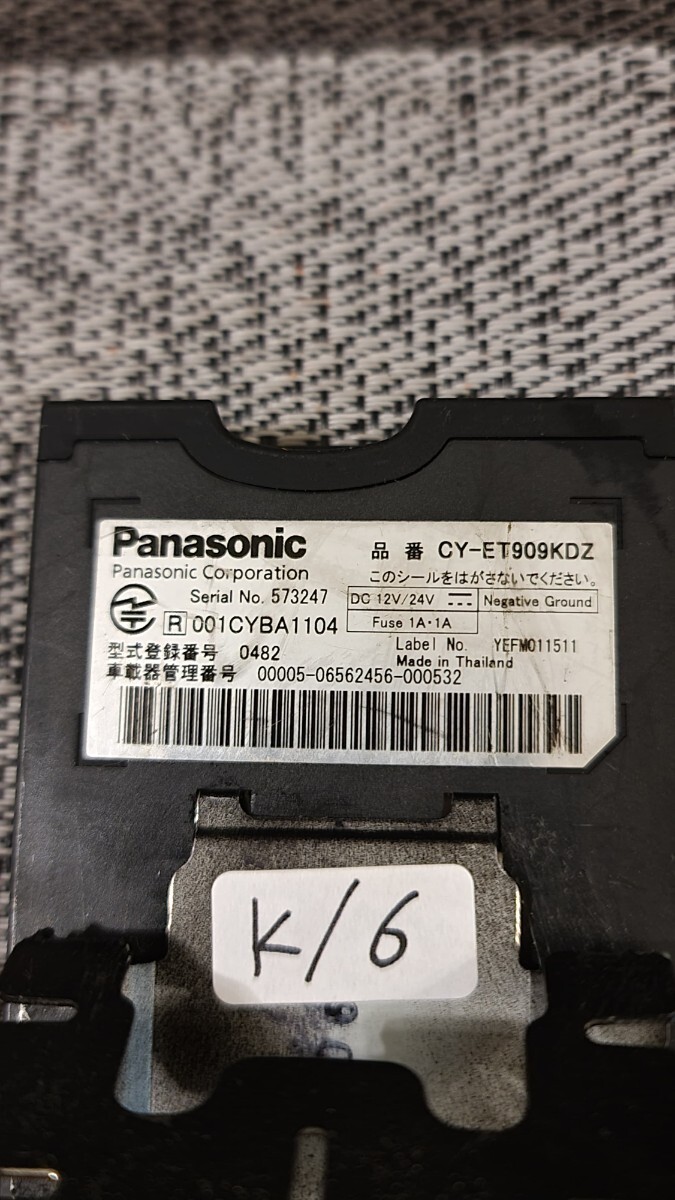 Panasonic
品 番 CY-ET909KDZ
Panasonic Corporation
このシールをはがさないでください。
Serial No. 573247
DC 12V/24V
Negative Ground
R 001CYBA1104
Fuse 1A・1A
型式登録番号 0482
Label No. YEFM011511
Made in Thailand
車載器管理番号 00005-06562456-000532
K/6